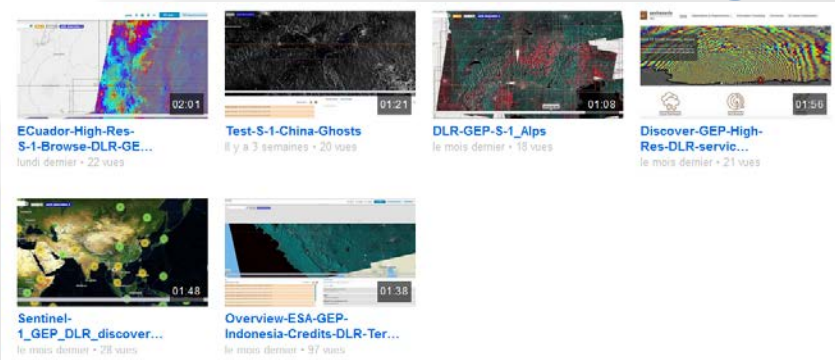 02:01
ECuador-High-Res-
S-1-Browse-DLR-GE...
lundi dernier • 22 vues
01:21
Test-S-1-China-Ghosts
il y a 3 semaines • 20 vues
01:08
DLR-GEP-S-1_Alps
le mois dernier • 18 vues
01:56
Discover-GEP-High-
Res-DLR-servic...
le mois dernier • 21 vues
01:48
Sentinel-
1_GEP_DLR_discover...
le mois dernier • 28 vues
01:38
Overview-ESA-GEP-
Indonesia-Credits-DLR-Ter...
le mois dernier • 97 vues